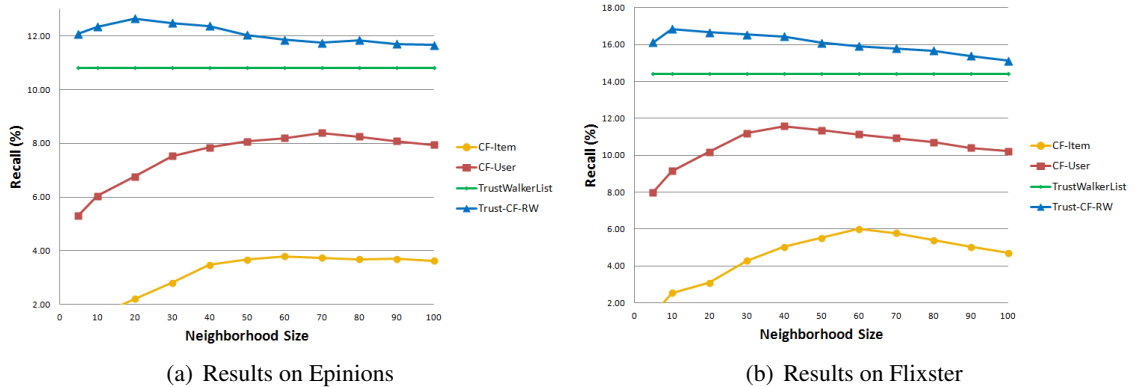 12.00
10.00
8.00
6.00
4.00
2.00
Recall (%)
0 10 20 30 40 50 60 70 80 90 100
Neighborhood Size
CF-Item
CF-User
TrustWalkerList
Trust-CF-RW
(a) Results on Epinions
18.00
16.00
14.00
12.00
10.00
8.00
6.00
4.00
2.00
Recall (%)
0 10 20 30 40 50 60 70 80 90 100
Neighborhood Size
CF-Item
CF-User
TrustWalkerList
Trust-CF-RW
(b) Results on Flixster